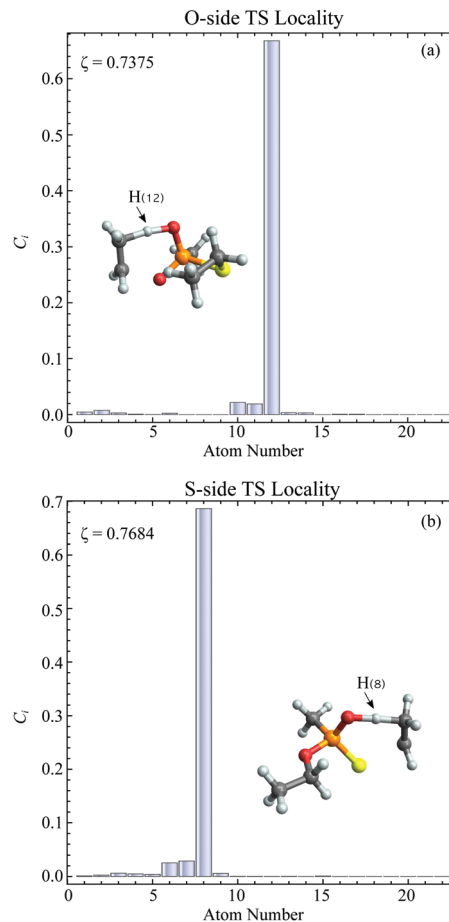 O-side TS Locality
(a)
ζ = 0.7375
H(12)
0.6
0.5
0.4
0.3
0.2
0.1
0.0
C_i
0 5 10 15 20
Atom Number
S-side TS Locality
(b)
ζ = 0.7684
H(8)
0.7
0.6
0.5
0.4
0.3
0.2
0.1
0.0
C_i
0 5 10 15 20
Atom Number